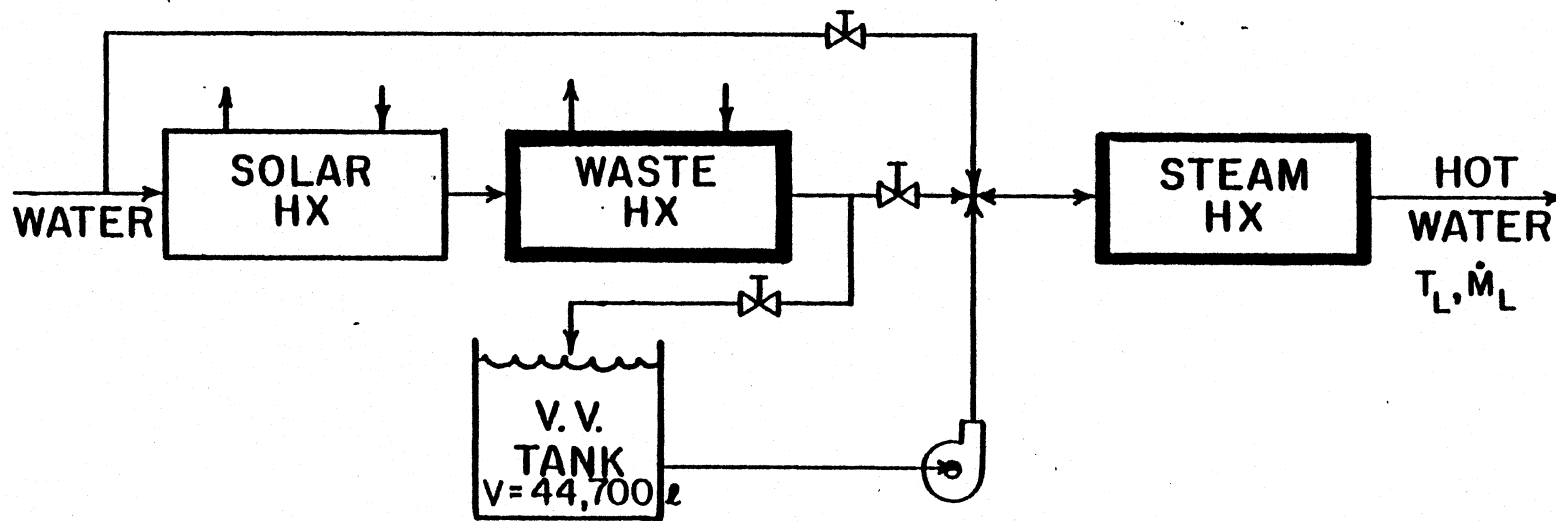 SOLAR
HX
WASTE
HX
STEAM
HX
WATER
HOT
WATER
T_L, Ṁ_L
V. V.
TANK
V=44,700 ℓ